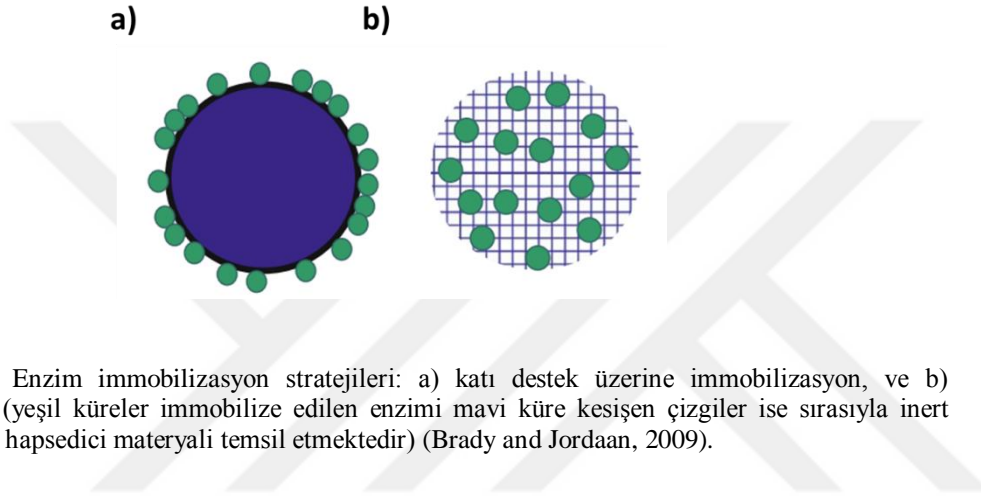 a) b)
Enzim immobilizasyon stratejileri: a) katı destek üzerine immobilizasyon, ve b)
(yeşil küreler immobilize edilen enzimi mavi küre kesişen çizgiler ise sırasıyla inert
hapsedici materyali temsil etmektedir) (Brady and Jordaan, 2009).